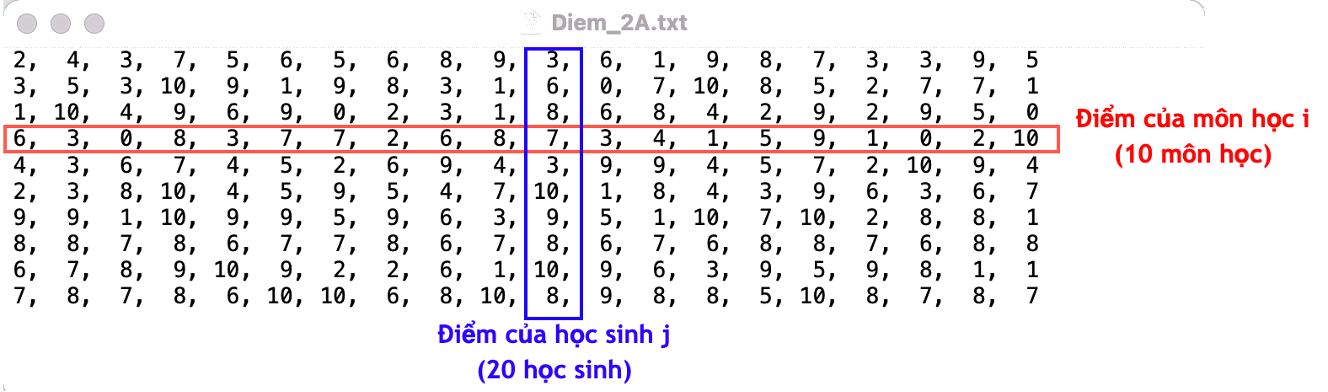 Diem_2A.txt
2, 4, 3, 7, 5, 6, 5, 6, 8, 9, 3, 6, 1, 9, 8, 7, 3, 3, 9, 5
3, 5, 3, 10, 9, 1, 9, 8, 3, 1, 6, 0, 7, 10, 8, 5, 2, 7, 7, 1
1, 10, 4, 9, 6, 9, 0, 2, 3, 1, 8, 6, 8, 4, 2, 9, 2, 9, 5, 0
6, 3, 0, 8, 3, 7, 7, 2, 6, 8, 7, 3, 4, 1, 5, 9, 1, 0, 2, 10
4, 3, 6, 7, 4, 5, 2, 6, 9, 4, 3, 9, 9, 4, 5, 7, 2, 10, 9, 4
2, 3, 8, 10, 4, 5, 9, 5, 4, 7, 10, 1, 8, 4, 3, 9, 6, 3, 6, 7
9, 9, 1, 10, 9, 9, 5, 9, 6, 3, 9, 5, 1, 10, 7, 10, 2, 8, 8, 1
8, 8, 7, 8, 6, 7, 7, 8, 6, 7, 8, 6, 7, 6, 8, 8, 7, 6, 8, 8
6, 7, 8, 9, 10, 9, 2, 2, 6, 1, 10, 9, 6, 3, 9, 5, 9, 8, 1, 1
7, 8, 7, 8, 6, 10, 10, 6, 8, 10, 8, 9, 8, 8, 5, 10, 8, 7, 8, 7
Điểm của môn học i
(10 môn học)
Điểm của học sinh j
(20 học sinh)